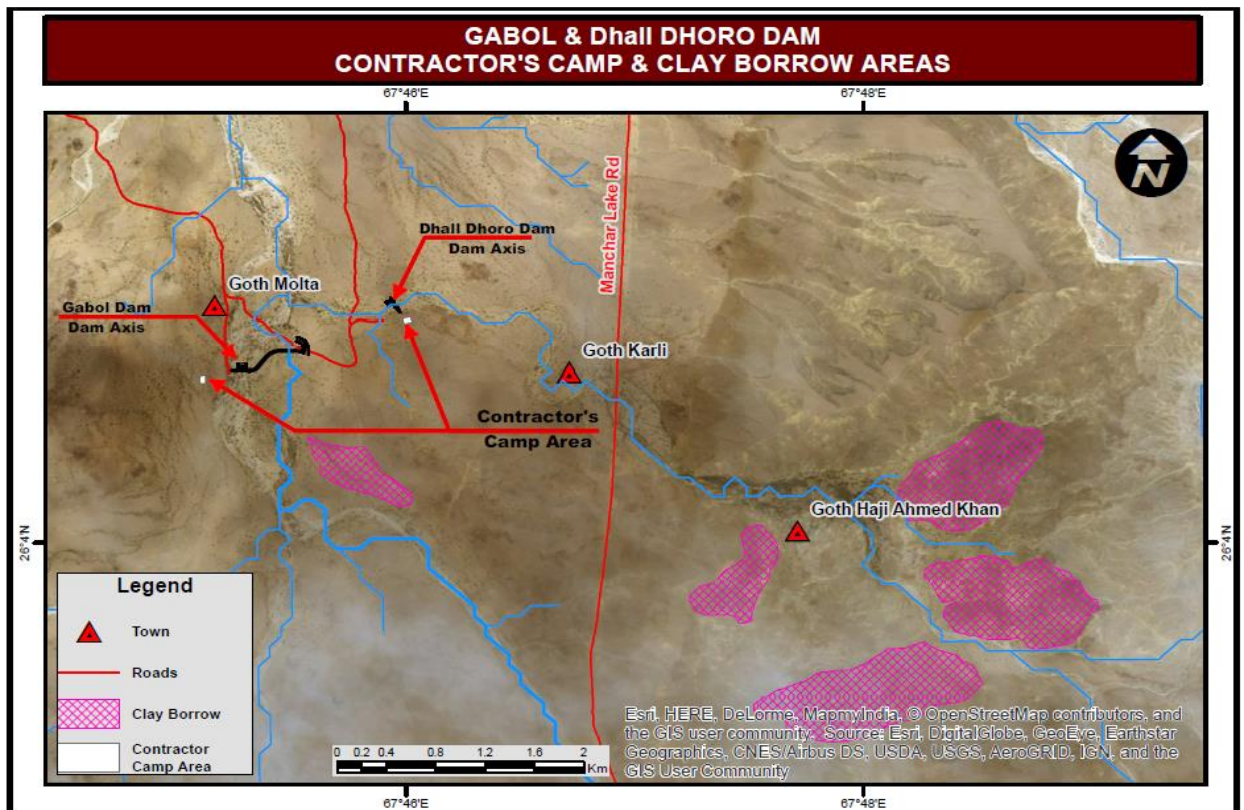 GABOL & Dhall DHORO DAM
CONTRACTOR'S CAMP & CLAY BORROW AREAS
67°46'E
67°48'E
N
Manchar Lake Rd
Dhall Dhoro Dam
Dam Axis
Goth Molta
Gabol Dam
Dam Axis
Goth Karli
Contractor's
Camp Area
Goth Haji Ahmed Khan
26°4'N
26°4'N
Legend
Town
Roads
Clay Borrow
Contractor
Camp Area
0 0.2 0.4 0.8 1.2 1.6 2
Km
Esri, HERE, DeLorme, MapmyIndia, © OpenStreetMap contributors, and
the GIS user community, Source: Esri, DigitalGlobe, GeoEye, Earthstar
Geographics, CNES/Airbus DS, USDA, USGS, AeroGRID, IGN, and the
GIS User Community
67°46'E
67°48'E